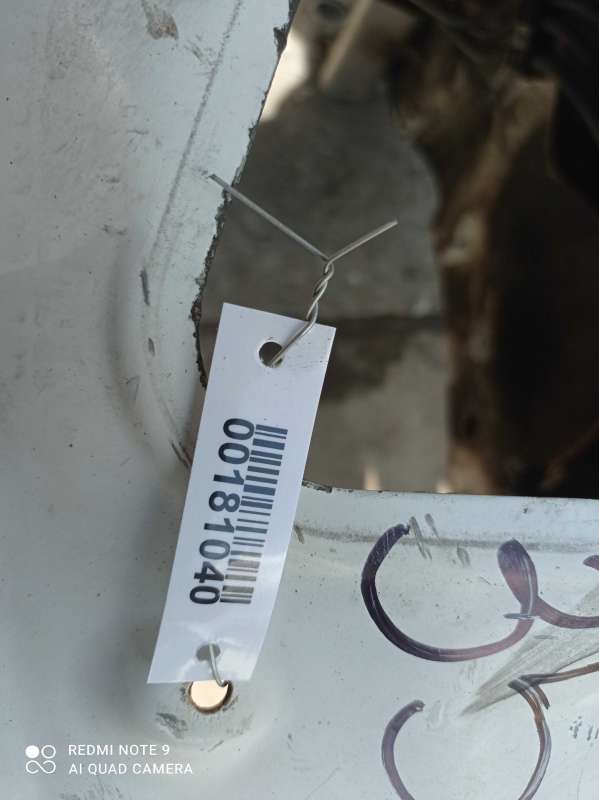 00181040
REDMI NOTE 9
AI QUAD CAMERA